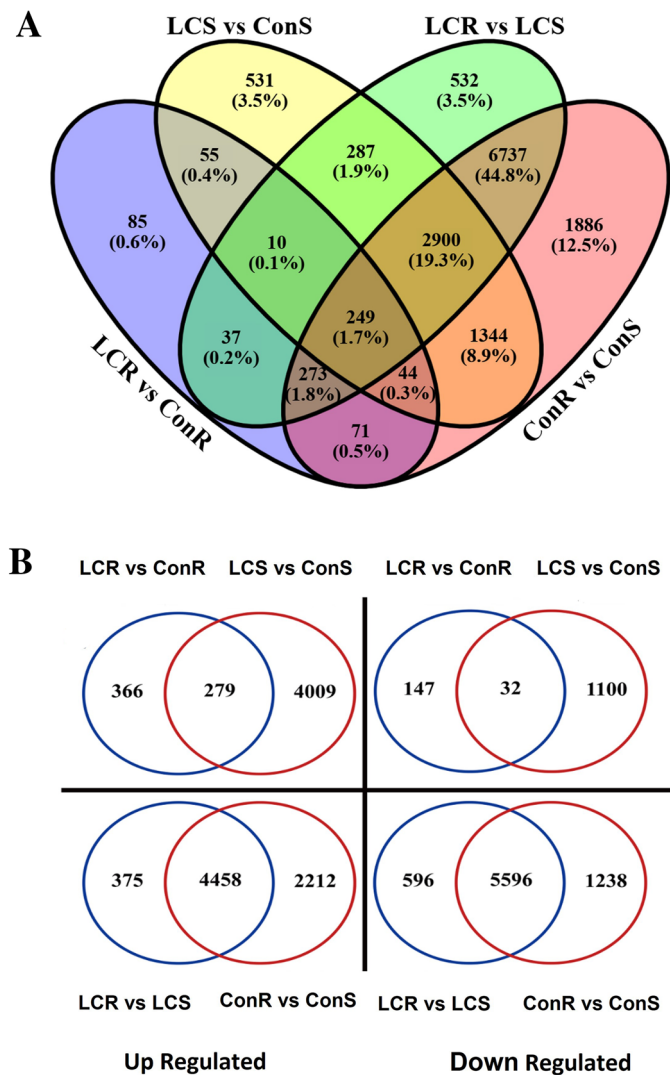 A
LCS vs ConS
LCR vs LCS
531
(3.5%)
532
(3.5%)
55
(0.4%)
287
(1.9%)
6737
(44.8%)
85
(0.6%)
10
(0.1%)
2900
(19.3%)
1886
(12.5%)
249
(1.7%)
37
(0.2%)
1344
(8.9%)
273
(1.8%)
44
(0.3%)
71
(0.5%)
LCR vs ConR
ConR vs ConS
B
LCR vs ConR
LCS vs ConS
LCR vs ConR
LCS vs ConS
366
279
4009
147
32
1100
375
4458
2212
596
5596
1238
LCR vs LCS
ConR vs ConS
LCR vs LCS
ConR vs ConS
Up Regulated
Down Regulated